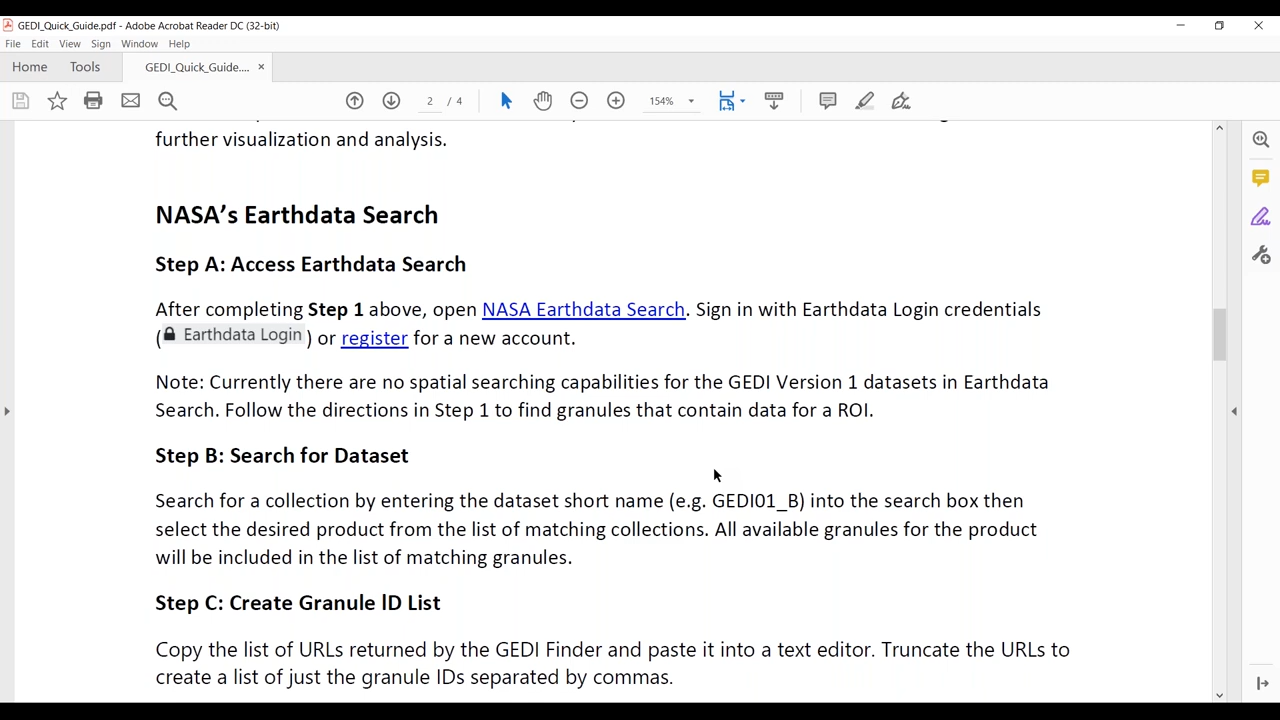 GEDI_Quick_Guide.pdf - Adobe Acrobat Reader DC (32-bit)
File Edit View Sign Window Help
Home Tools GEDI_Quick_Guide.... ×
2 / 4 154%
further visualization and analysis.
NASA’s Earthdata Search
Step A: Access Earthdata Search
After completing Step 1 above, open NASA Earthdata Search. Sign in with Earthdata Login credentials
( Earthdata Login ) or register for a new account.
Note: Currently there are no spatial searching capabilities for the GEDI Version 1 datasets in Earthdata
Search. Follow the directions in Step 1 to find granules that contain data for a ROI.
Step B: Search for Dataset
Search for a collection by entering the dataset short name (e.g. GEDI01_B) into the search box then
select the desired product from the list of matching collections. All available granules for the product
will be included in the list of matching granules.
Step C: Create Granule ID List
Copy the list of URLs returned by the GEDI Finder and paste it into a text editor. Truncate the URLs to
create a list of just the granule IDs separated by commas.